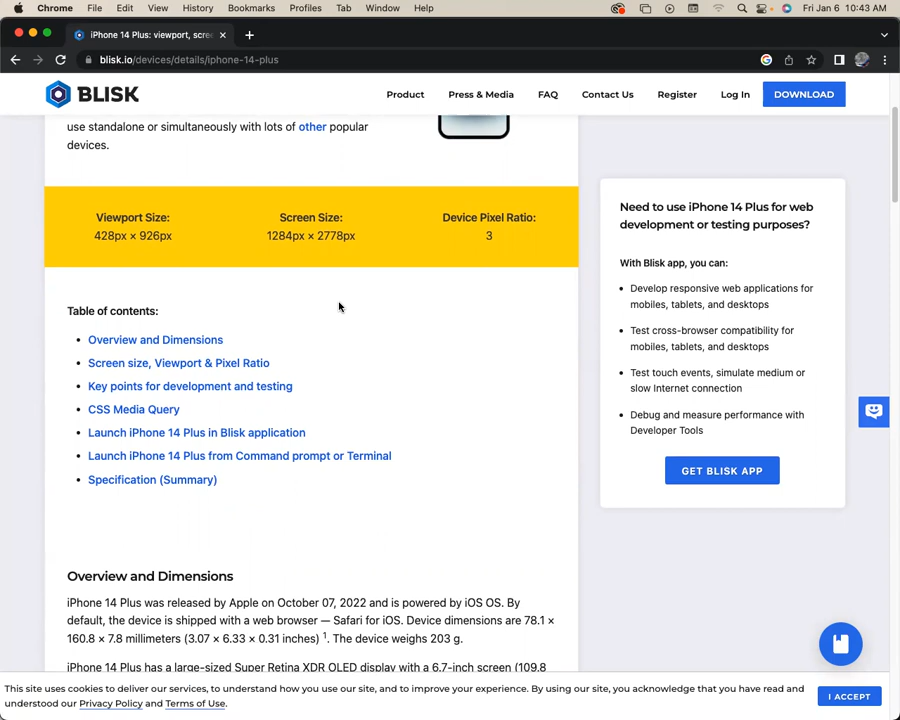 Chrome File Edit View History Bookmarks Profiles Tab Window Help Fri Jan 6 10:43 AM
iPhone 14 Plus: viewport, scre
blisk.io/devices/details/iphone-14-plus
BLISK Product Press & Media FAQ Contact Us Register Log In DOWNLOAD
use standalone or simultaneously with lots of other popular
devices.
Viewport Size: Screen Size: Device Pixel Ratio:
428px × 926px 1284px × 2778px 3
Table of contents:
• Overview and Dimensions
• Screen size, Viewport & Pixel Ratio
• Key points for development and testing
• CSS Media Query
• Launch iPhone 14 Plus in Blisk application
• Launch iPhone 14 Plus from Command prompt or Terminal
• Specification (Summary)
Overview and Dimensions
iPhone 14 Plus was released by Apple on October 07, 2022 and is powered by iOS OS. By
default, the device is shipped with a web browser — Safari for iOS. Device dimensions are 78.1 ×
160.8 × 7.8 millimeters (3.07 × 6.33 × 0.31 inches) 1. The device weighs 203 g.
iPhone 14 Plus has a large-sized Super Retina XDR OLED display with a 6.7-inch screen (109.8
Need to use iPhone 14 Plus for web
development or testing purposes?
With Blisk app, you can:
• Develop responsive web applications for
mobiles, tablets, and desktops
• Test cross-browser compatibility for
mobiles, tablets, and desktops
• Test touch events, simulate medium or
slow Internet connection
• Debug and measure performance with
Developer Tools
GET BLISK APP
This site uses cookies to deliver our services, to understand how you use our site, and to improve your experience. By using our site, you acknowledge that you have read and
understood our Privacy Policy and Terms of Use.
I ACCEPT